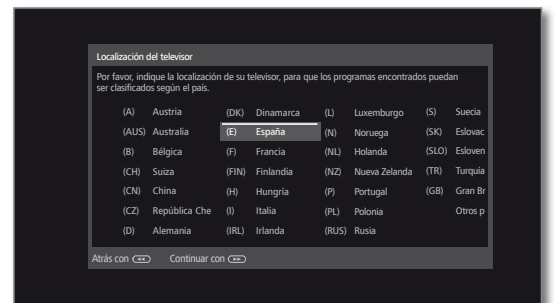 Localización del televisor
Por favor, indique la localización de su televisor, para que los programas encontrados puedan
ser clasificados según el país.
(A) Austria (DK) Dinamarca (L) Luxemburgo (S) Suecia
(AUS) Australia (E) España (N) Noruega (SK) Eslovac
(B) Bélgica (F) Francia (NL) Holanda (SLO) Esloven
(CH) Suiza (FIN) Finlandia (NZ) Nueva Zelanda (TR) Turquia
(CN) China (H) Hungría (P) Portugal (GB) Gran Br
(CZ) República Che (I) Italia (PL) Polonia Otros p
(D) Alemania (IRL) Irlanda (RUS) Rusia
Atrás con Continuar con